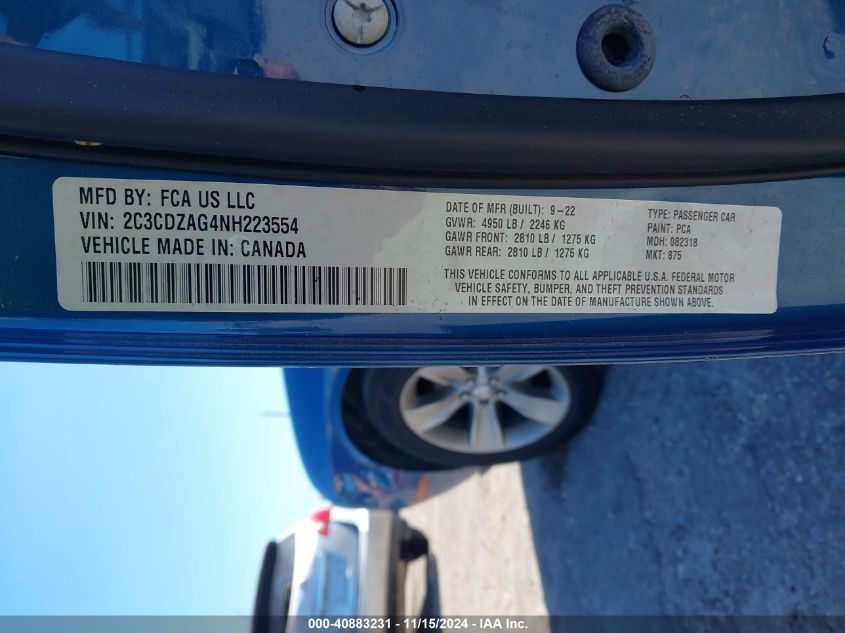 MFD BY: FCA US LLC
VIN: 2C3CDZAG4NH223554
VEHICLE MADE IN: CANADA
DATE OF MFR (BUILT): 9-22
GVWR: 4950 LB / 2246 KG
GAWR FRONT: 2810 LB / 1275 KG
GAWR REAR: 2810 LB / 1275 KG
TYPE: PASSENGER CAR
PAINT: PCA
MDH: 082318
MKT: 875
THIS VEHICLE CONFORMS TO ALL APPLICABLE U.S.A. FEDERAL MOTOR
VEHICLE SAFETY, BUMPER, AND THEFT PREVENTION STANDARDS
IN EFFECT ON THE DATE OF MANUFACTURE SHOWN ABOVE.
000-40883231 - 11/15/2024 - IAA Inc.